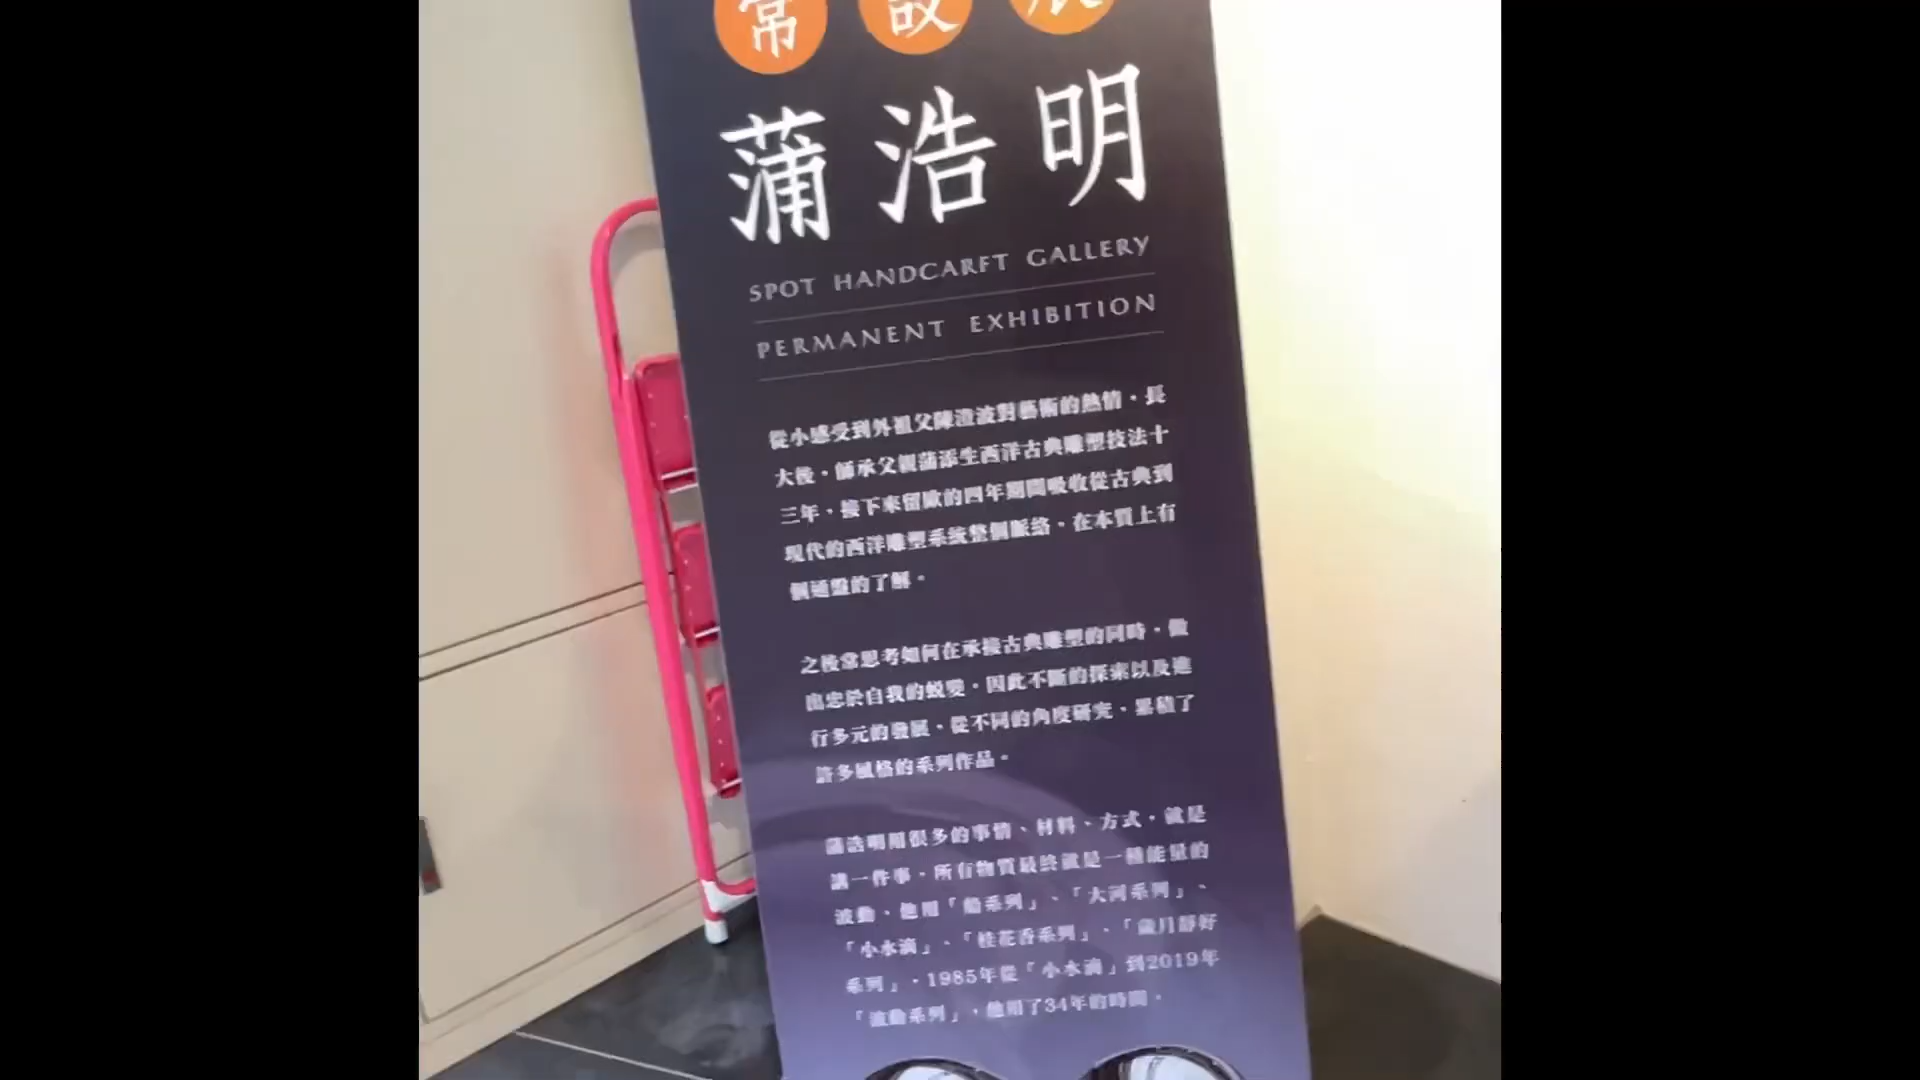 常設展
蒲浩明
SPOT HANDCARFT GALLERY
PERMANENT EXHIBITION
從小感受到外祖父陳澄波對藝術的熱情，長
大後，師承父親蒲添生西洋古典雕塑技法十
三年，接下來留歐的四年期間吸收從古典到
現代的西洋雕塑系統整個脈絡，在本質上有
個通盤的了解。
之後常思考如何在承接古典雕塑的同時，做
出忠於自我的蛻變，因此不斷的探索以及進
行多元的發展，從不同的角度研究，累積了
許多風格的系列作品。
蒲浩明用很多的事情、材料、方式，就是
講一件事，所有物質最終就是一種能量的
波動、他用「船系列」、「大河系列」、
「小水滴」、「桂花香系列」、「歲月靜好
系列」，1985年從「小水滴」到2019年
「波動系列」，他用了34年的時間。